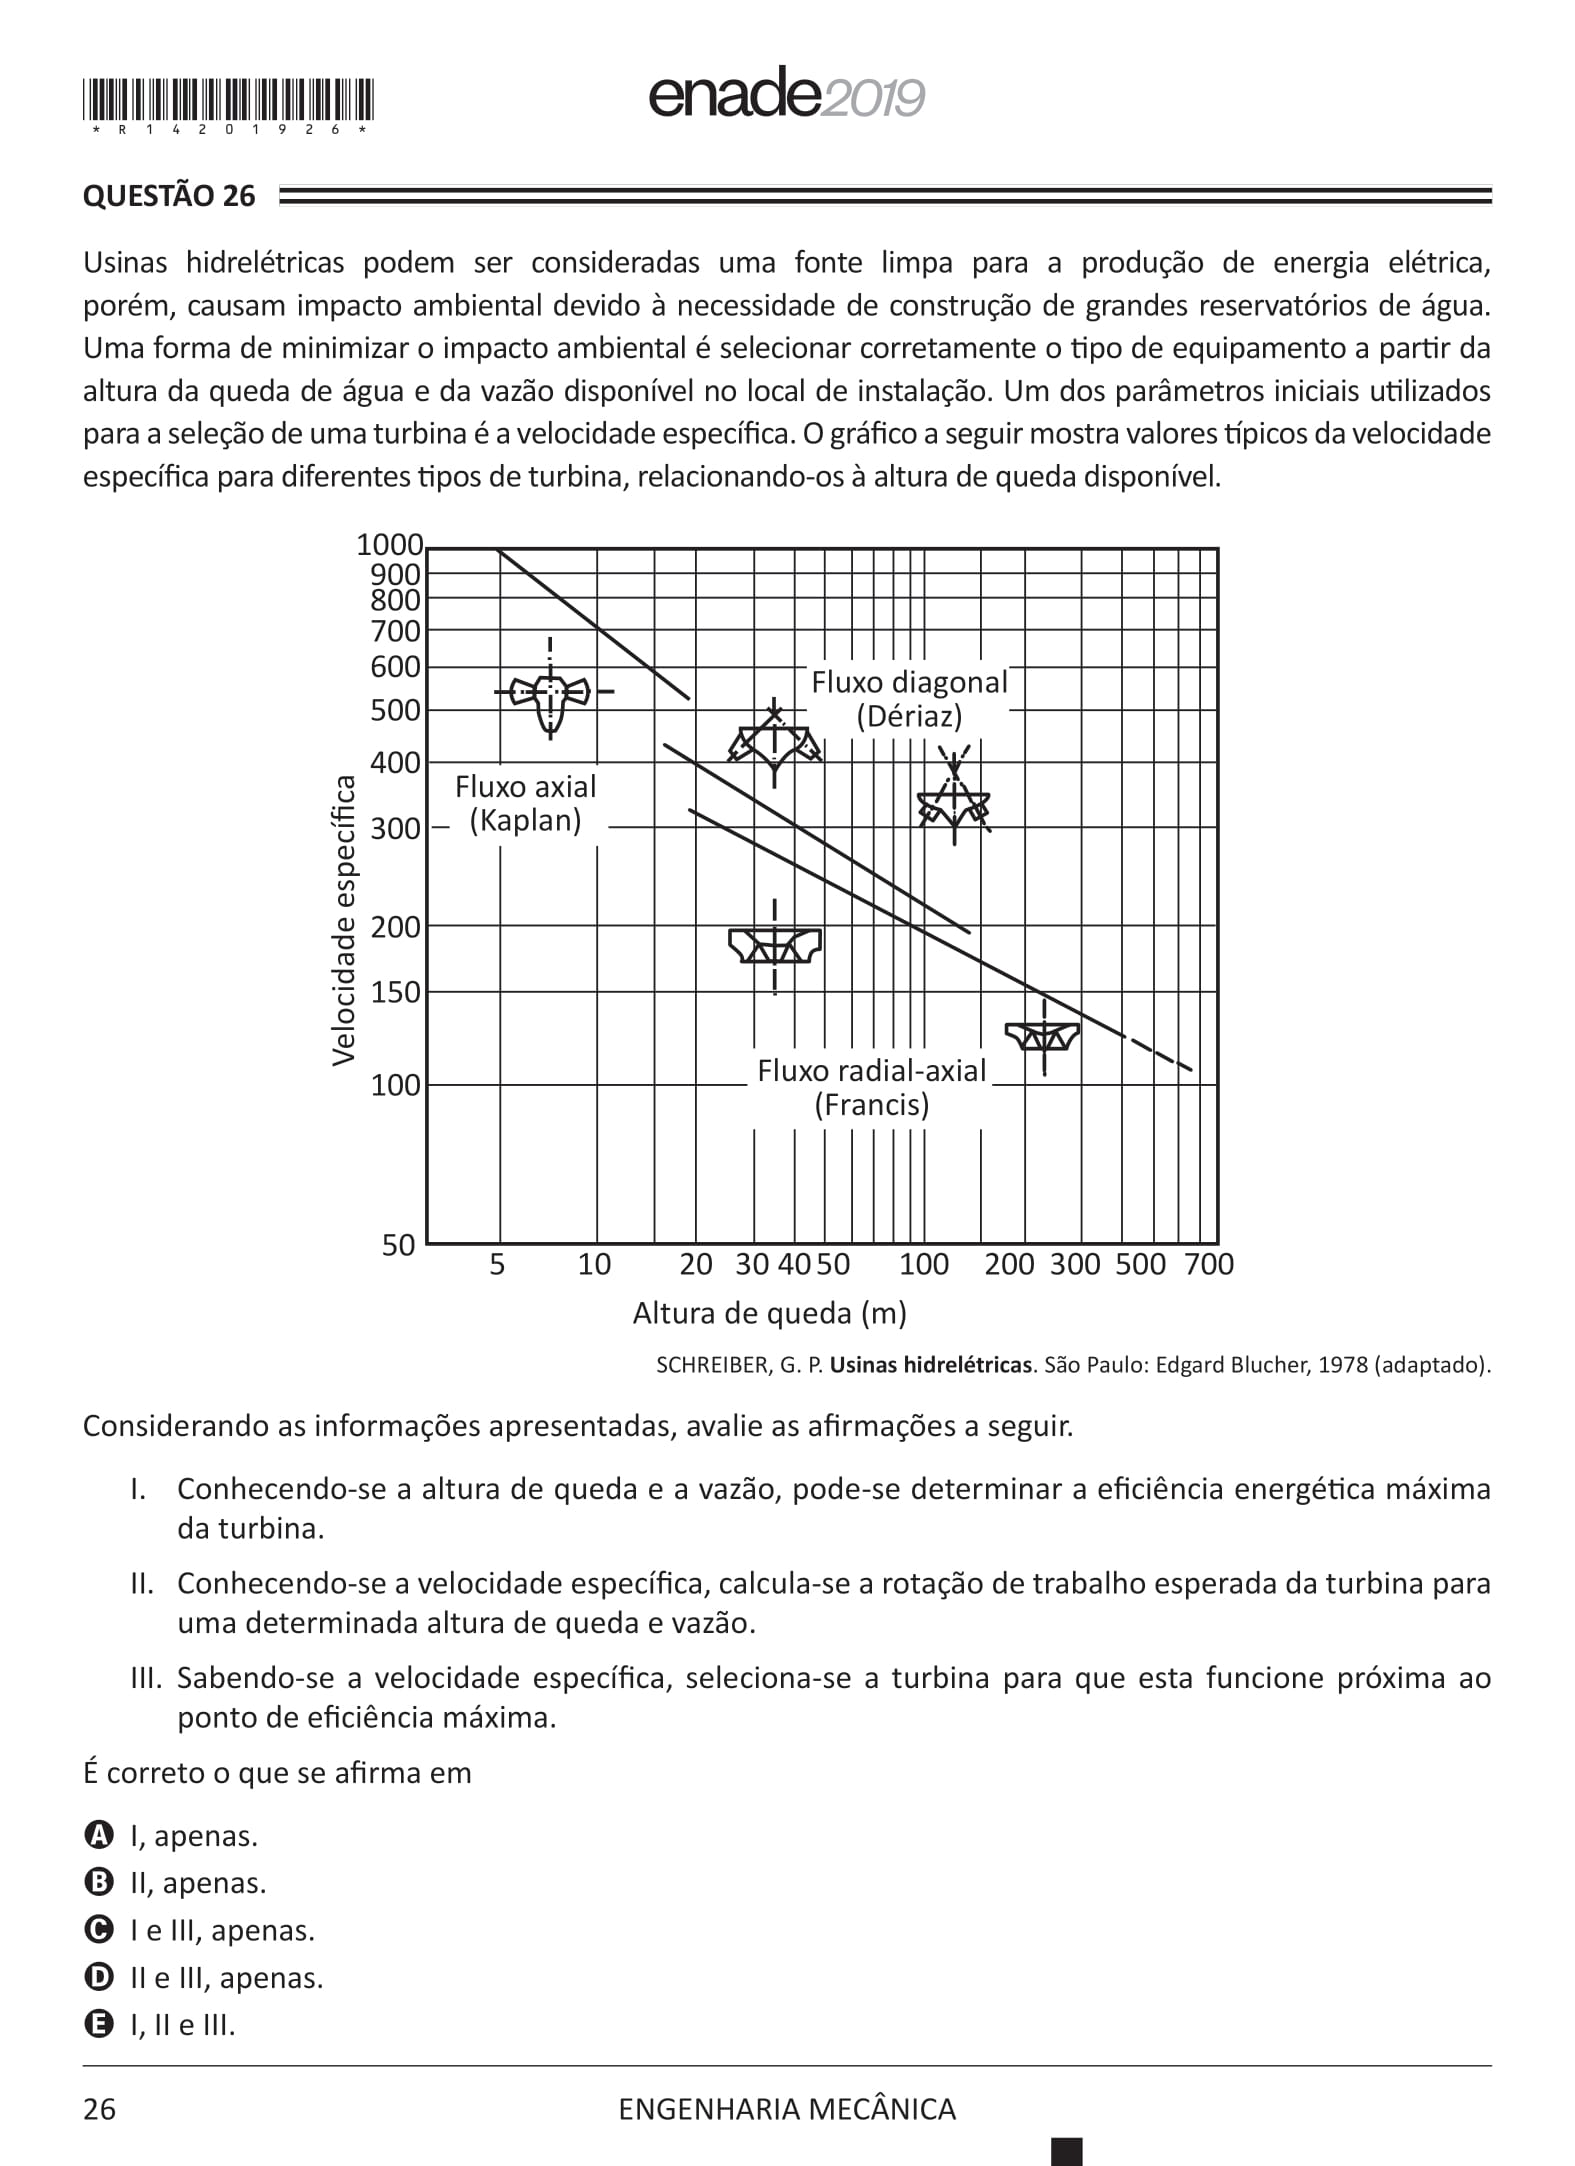 *R14201926*
enade2019
QUESTÃO 26
Usinas hidrelétricas podem ser consideradas uma fonte limpa para a produção de energia elétrica,
porém, causam impacto ambiental devido à necessidade de construção de grandes reservatórios de água.
Uma forma de minimizar o impacto ambiental é selecionar corretamente o tipo de equipamento a partir da
altura da queda de água e da vazão disponível no local de instalação. Um dos parâmetros iniciais utilizados
para a seleção de uma turbina é a velocidade específica. O gráfico a seguir mostra valores típicos da velocidade
específica para diferentes tipos de turbina, relacionando-os à altura de queda disponível.
1000
900
800
700
600
500
400
300
200
150
100
50
Velocidade específica
Fluxo diagonal
(Dériaz)
Fluxo axial
(Kaplan)
Fluxo radial-axial
(Francis)
5 10 20 30 40 50 100 200 300 500 700
Altura de queda (m)
SCHREIBER, G. P. Usinas hidrelétricas. São Paulo: Edgard Blucher, 1978 (adaptado).
Considerando as informações apresentadas, avalie as afirmações a seguir.
I. Conhecendo-se a altura de queda e a vazão, pode-se determinar a eficiência energética máxima
da turbina.
II. Conhecendo-se a velocidade específica, calcula-se a rotação de trabalho esperada da turbina para
uma determinada altura de queda e vazão.
III. Sabendo-se a velocidade específica, seleciona-se a turbina para que esta funcione próxima ao
ponto de eficiência máxima.
É correto o que se afirma em
A I, apenas.
B II, apenas.
C I e III, apenas.
D II e III, apenas.
E I, II e III.
26
ENGENHARIA MECÂNICA